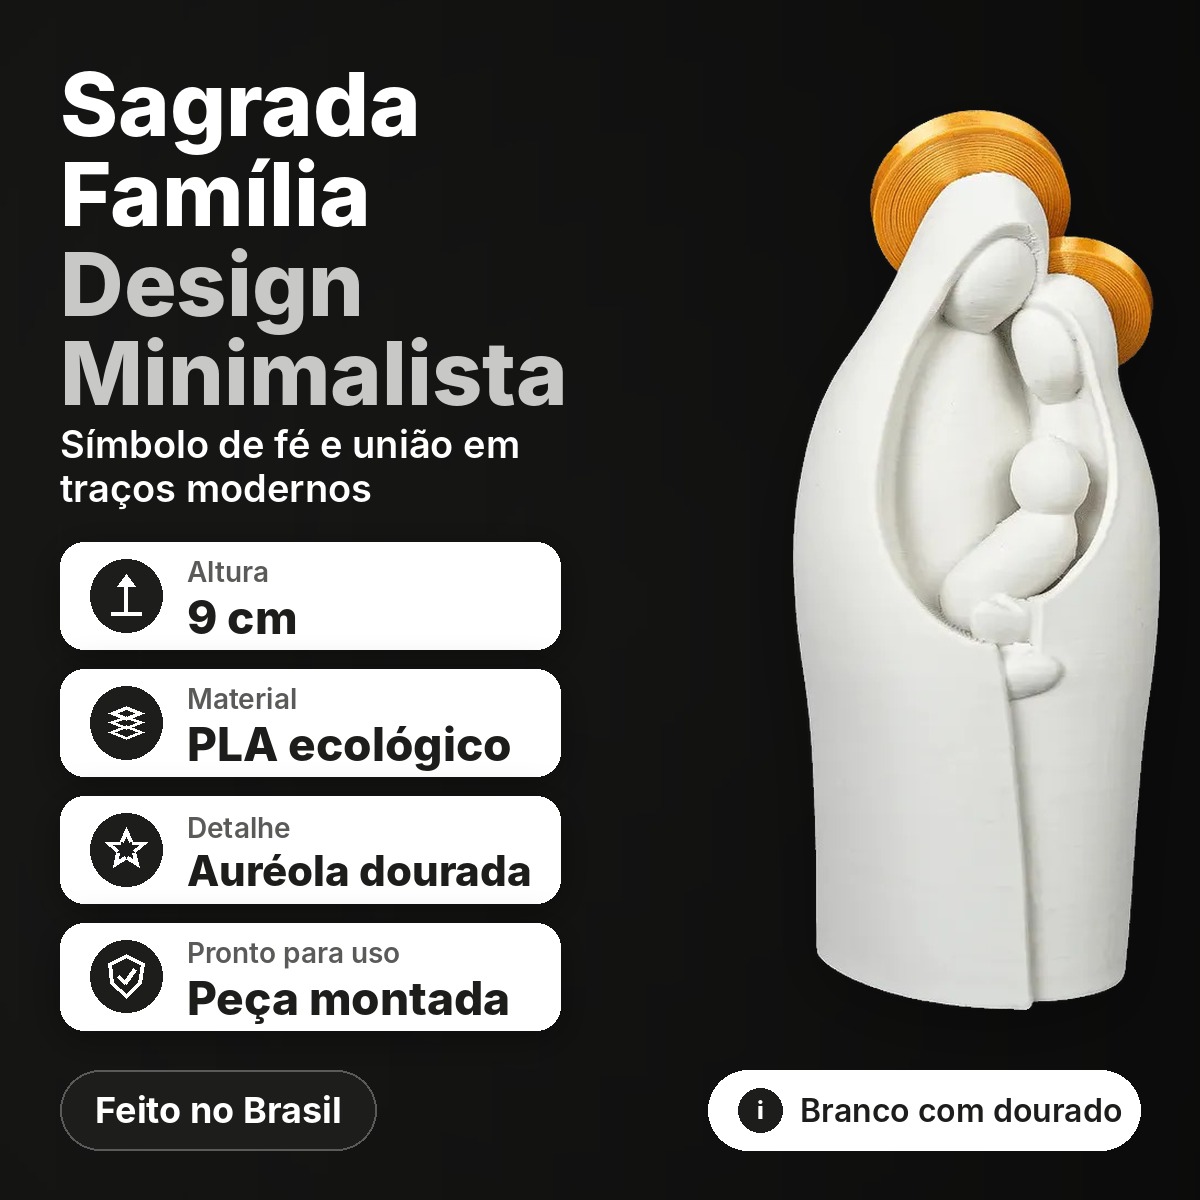 Sagrada
Família
Design
Minimalista
Símbolo de fé e união em
traços modernos
Altura
9 cm
Material
PLA ecológico
Detalhe
Auréola dourada
Pronto para uso
Peça montada
Feito no Brasil
i Branco com dourado